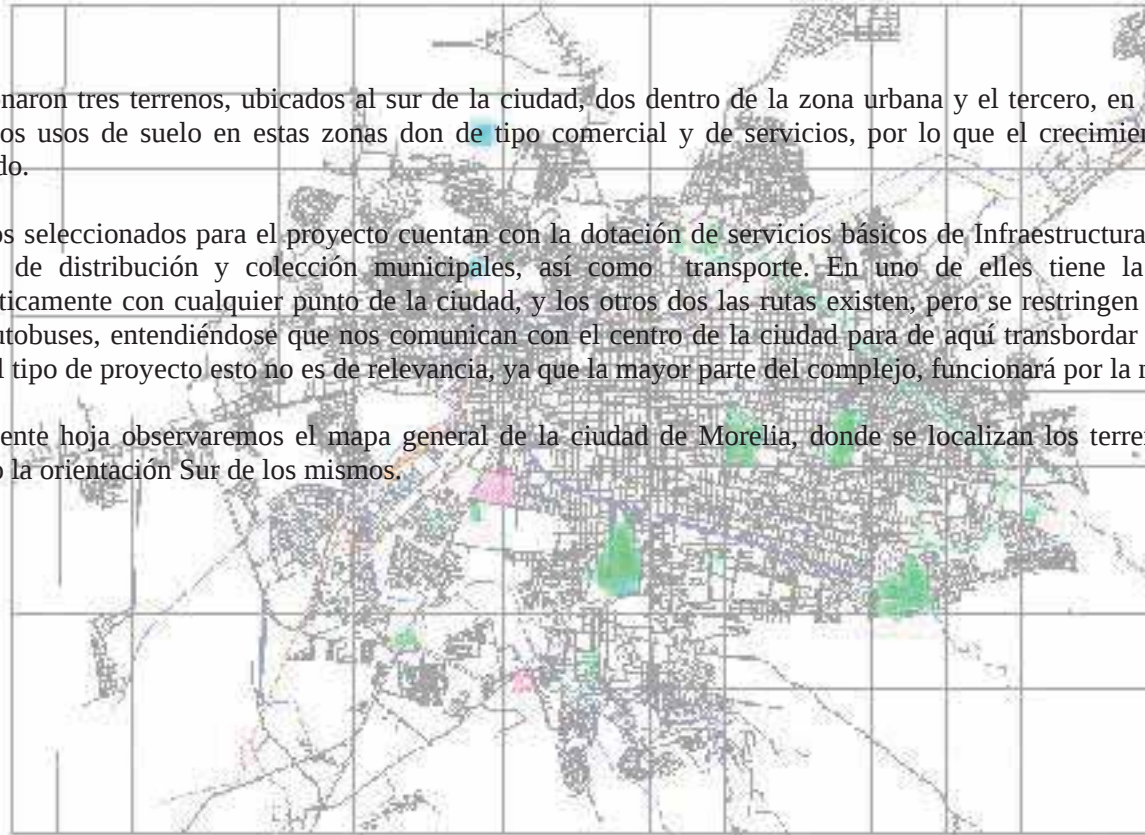 naron tres terrenos, ubicados al sur de la ciudad, dos dentro de la zona urbana y el tercero, en
os usos de suelo en estas zonas don de tipo comercial y de servicios, por lo que el crecimie
do.
os seleccionados para el proyecto cuentan con la dotación de servicios básicos de Infraestructura
de distribución y colección municipales, así como transporte. En uno de elles tiene la
ticamente con cualquier punto de la ciudad, y los otros dos las rutas existen, pero se restringen
utobuses, entendiéndose que nos comunican con el centro de la ciudad para de aquí transbordar
l tipo de proyecto esto no es de relevancia, ya que la mayor parte del complejo, funcionará por la n
ente hoja observaremos el mapa general de la ciudad de Morelia, donde se localizan los terre
o la orientación Sur de los mismos.